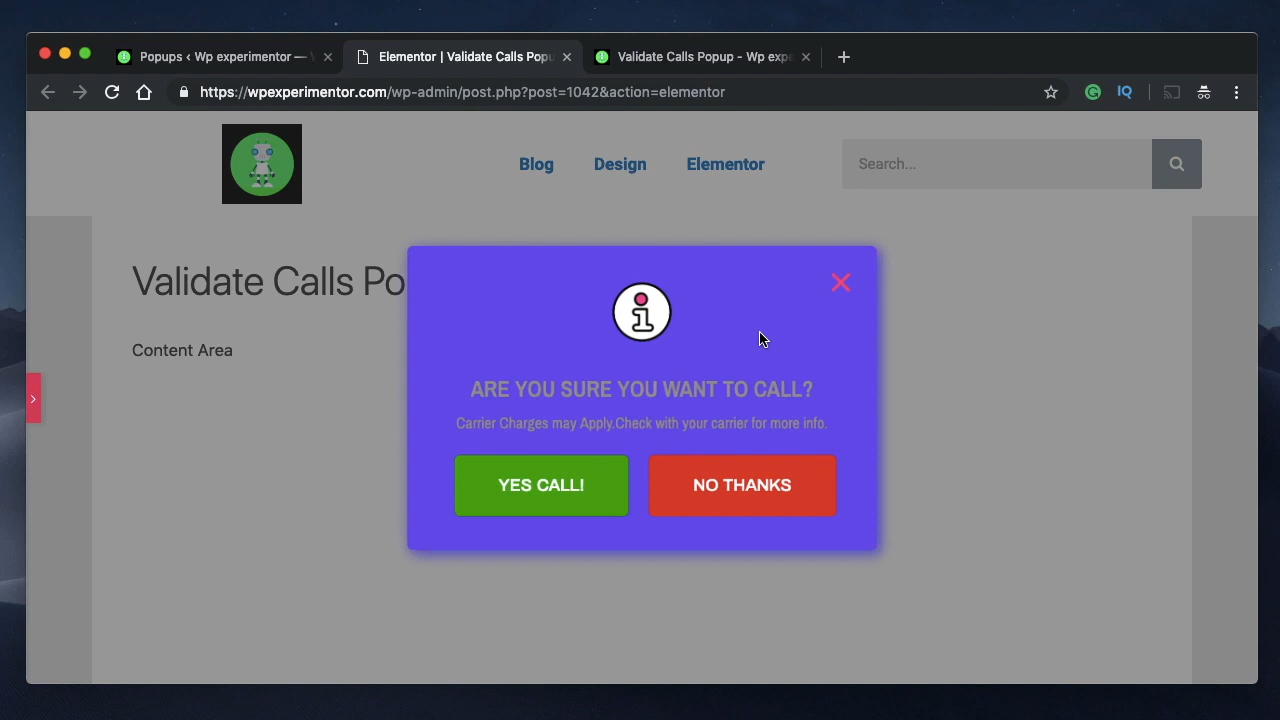 Popups ‹ Wp experimentor —
Elementor | Validate Calls Popu
Validate Calls Popup - Wp expe
https://wpexperimentor.com/wp-admin/post.php?post=1042&action=elementor
IQ
Blog
Design
Elementor
Search...
Validate Calls Po
Content Area
ARE YOU SURE YOU WANT TO CALL?
Carrier Charges may Apply.Check with your carrier for more info.
YES CALL!
NO THANKS